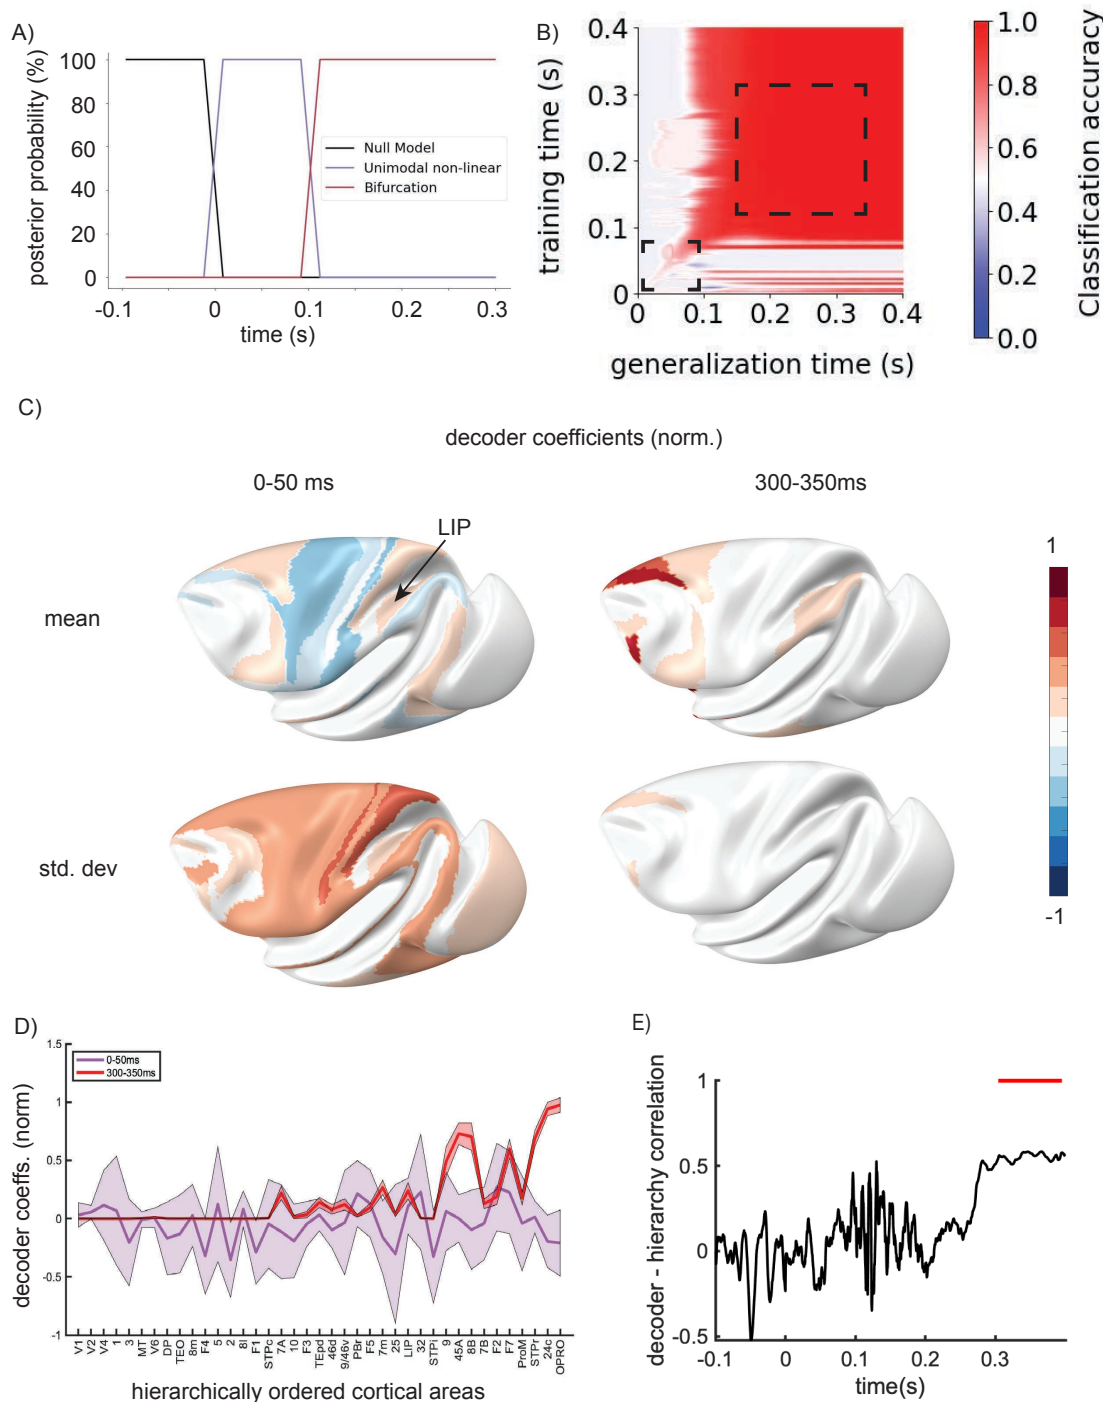 A)
posterior probability (%)
100
80
60
40
20
0
Null Model
Unimodal non-linear
Bifurcation
-0.1
0
0.1
0.2
0.3
time (s)
B)
training time (s)
0.4
0.3
0.2
0.1
0
0
0.1
0.2
0.3
0.4
generalization time (s)
1.0
0.8
0.6
0.4
0.2
0.0
Classification accuracy
C)
decoder coefficients (norm.)
0-50 ms
300-350ms
LIP
mean
std. dev
1
-1
D)
decoder coeffs. (norm)
1.5
1
0.5
0
-0.5
-1
0-50ms
300-350ms
V1
V2
V4
1
3
MT
V6
DP
TEO
8m
F4
5
2
8l
F1
STPc
7A
10
F3
TEpd
46d
9/46v
PBr
F5
7m
25
LIP
32
STPi
9
45A
8B
7B
F2
F7
ProM
STPr
24c
OPRO
hierarchically ordered cortical areas
E)
decoder - hierarchy correlation
1
0.5
0
-0.5
-0.1
0
0.1
0.2
0.3
time(s)